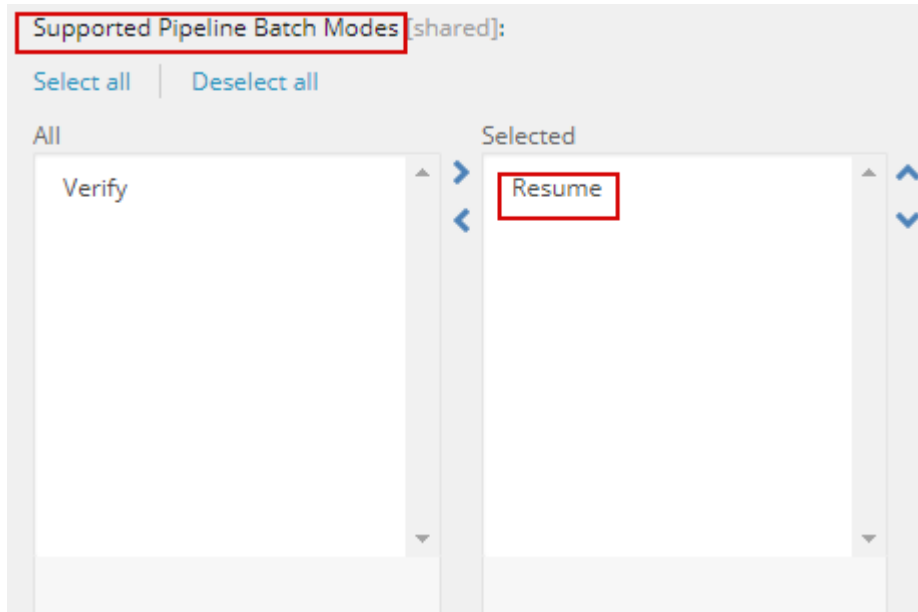 Supported Pipeline Batch Modes [shared]:
Select all | Deselect all
All
Selected
Verify
Resume